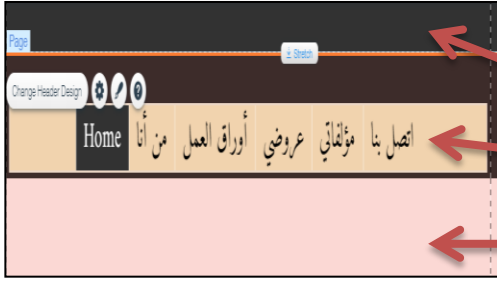 Page
Stretch
Change Header Design
Home من أنا أوراق العمل عروضي مؤلفاتي اتصل بنا